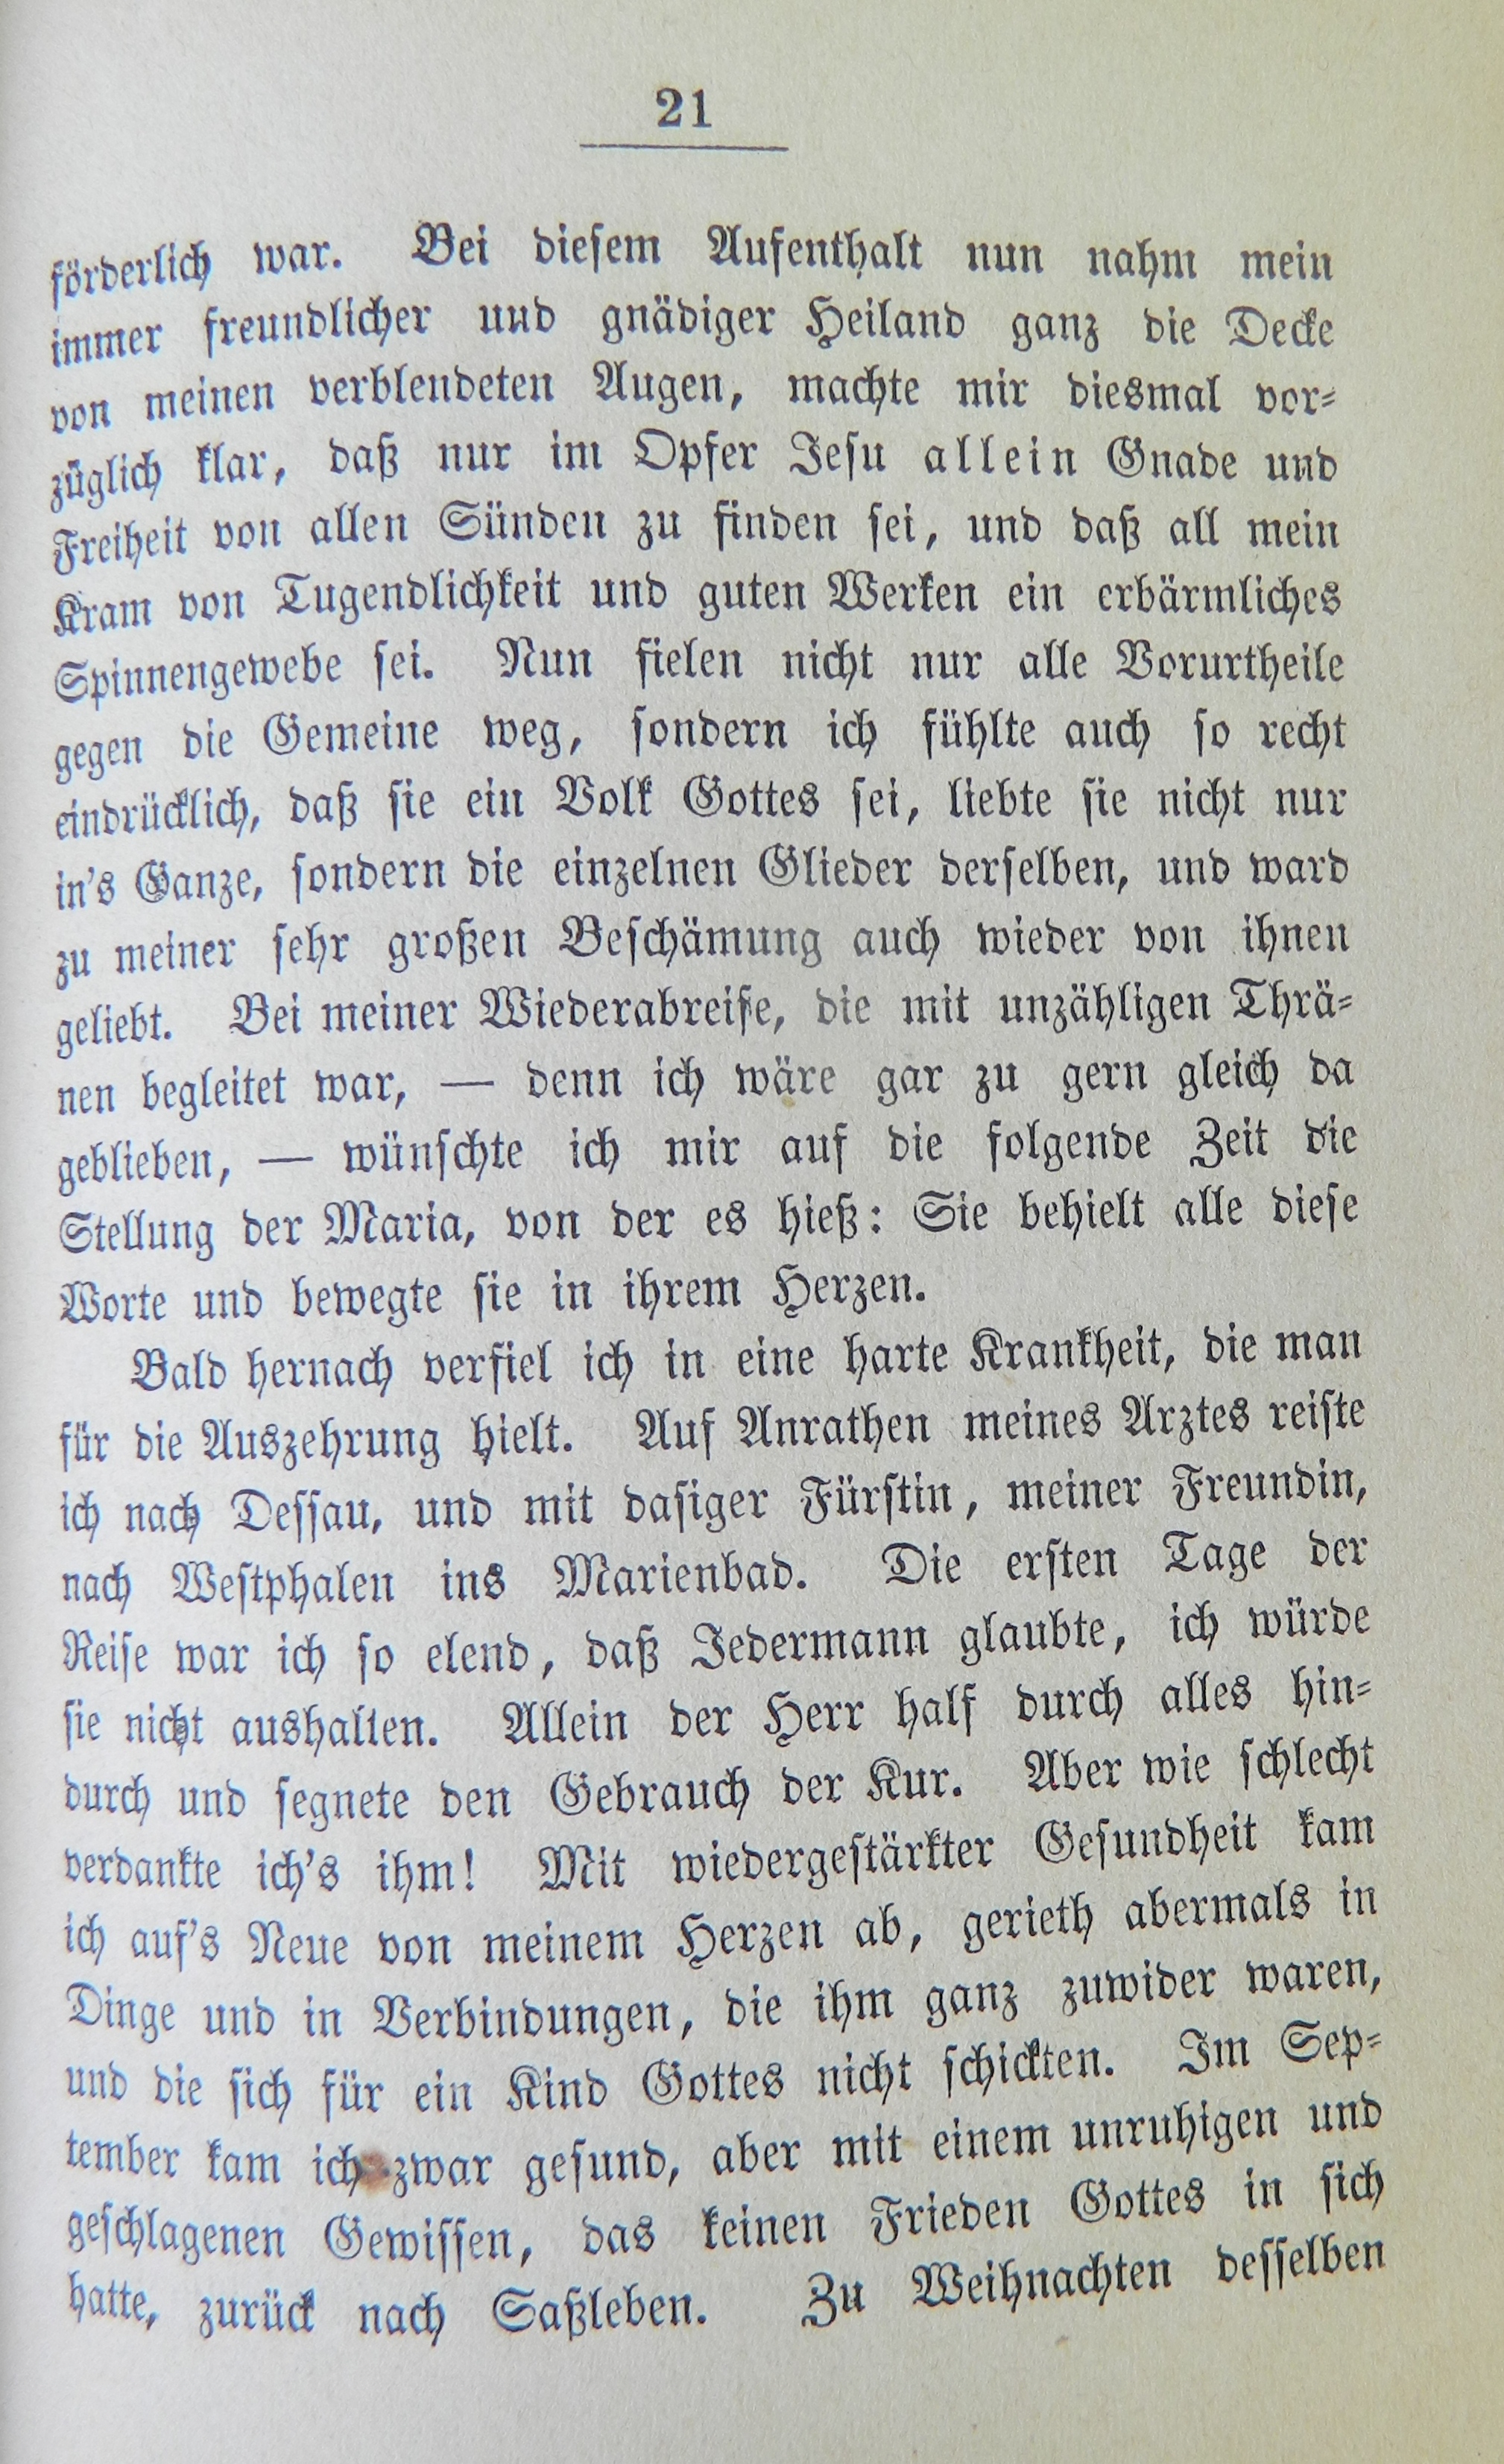 21
förderlich war. Bei diesem Aufenthalt nun nahm mein
immer freundlicher und gnädiger Heiland ganz die Decke
von meinen verblendeten Augen, machte mir diesmal vor-
züglich klar, daß nur im Opfer Jesu allein Gnade und
Freiheit von allen Sünden zu finden sei, und daß all mein
Kram von Tugendlichkeit und guten Werken ein erbärmliches
Spinnengewebe sei. Nun fielen nicht nur alle Vorurtheile
gegen die Gemeine weg, sondern ich fühlte auch so recht
eindrücklich, daß sie ein Volk Gottes sei, liebte sie nicht nur
in's Ganze, sondern die einzelnen Glieder derselben, und ward
zu meiner sehr großen Beschämung auch wieder von ihnen
geliebt. Bei meiner Wiederabreise, die mit unzähligen Thrä-
nen begleitet war, — denn ich wäre gar zu gern gleich da
geblieben, — wünschte ich mir auf die folgende Zeit die
Stellung der Maria, von der es hieß: Sie behielt alle diese
Worte und bewegte sie in ihrem Herzen.
Bald hernach verfiel ich in eine harte Krankheit, die man
für die Auszehrung hielt. Auf Anrathen meines Arztes reiste
ich nach Dessau, und mit dasiger Fürstin, meiner Freundin,
nach Westphalen ins Marienbad. Die ersten Tage der
Reise war ich so elend, daß Jedermann glaubte, ich würde
sie nicht aushalten. Allein der Herr half durch alles hin-
durch und segnete den Gebrauch der Kur. Aber wie schlecht
verdankte ich's ihm! Mit wiedergestärkter Gesundheit kam
ich auf's Neue von meinem Herzen ab, gerieth abermals in
Dinge und in Verbindungen, die ihm ganz zuwider waren,
und die sich für ein Kind Gottes nicht schickten. Im Sep-
tember kam ich zwar gesund, aber mit einem unruhigen und
geschlagenen Gewissen, das keinen Frieden Gottes in sich
hatte, zurück nach Saßleben. Zu Weihnachten desselben